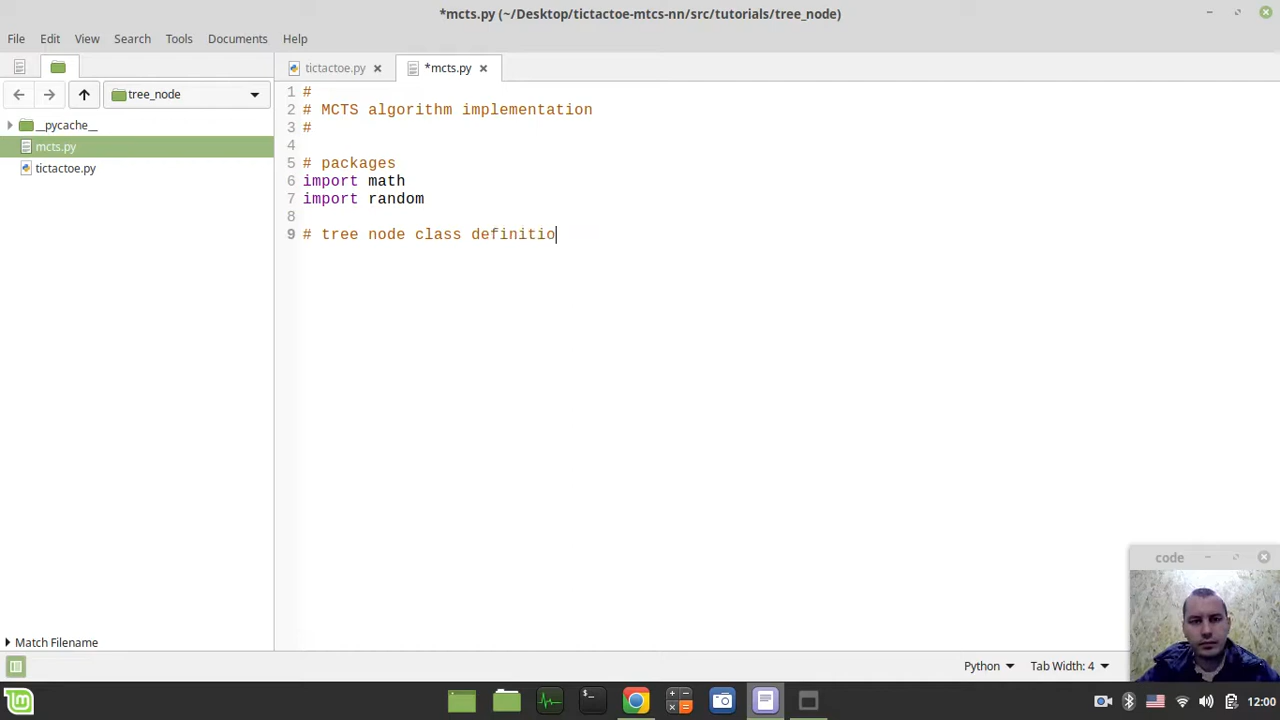 *mcts.py (~/Desktop/tictactoe-mtcs-nn/src/tutorials/tree_node)
File Edit View Search Tools Documents Help
tictactoe.py *mcts.py
tree_node
__pycache__
mcts.py
tictactoe.py
1 #
2 # MCTS algorithm implementation
3 #
4
5 # packages
6 import math
7 import random
8
9 # tree node class definitio
code
Match Filename
Python Tab Width: 4
12:00